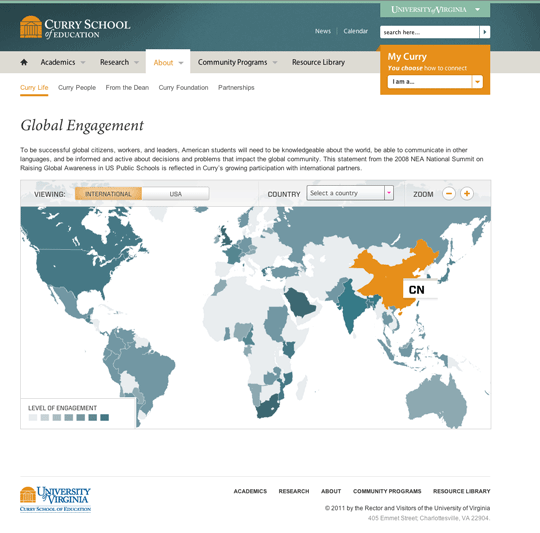 CURRY SCHOOL
of EDUCATION
UNIVERSITY of VIRGINIA
News | Calendar
search here...
Academics
Research
About
Community Programs
Resource Library
My Curry
You choose how to connect
I am a...
Curry Life
Curry People
From the Dean
Curry Foundation
Partnerships
Global Engagement
To be successful global citizens, workers, and leaders, American students will need to be knowledgeable about the world, be able to communicate in other
languages, and be informed and active about decisions and problems that impact the global community. This statement from the 2008 NEA National Summit on
Raising Global Awareness in US Public Schools is reflected in Curry's growing participation with international partners.
VIEWING: INTERNATIONAL USA
COUNTRY Select a country
ZOOM
CN
LEVEL OF ENGAGEMENT
UNIVERSITY
of VIRGINIA
CURRY SCHOOL OF EDUCATION
ACADEMICS RESEARCH ABOUT COMMUNITY PROGRAMS RESOURCE LIBRARY
© 2011 by the Rector and Visitors of the University of Virginia
405 Emmet Street, Charlottesville, VA 22904.